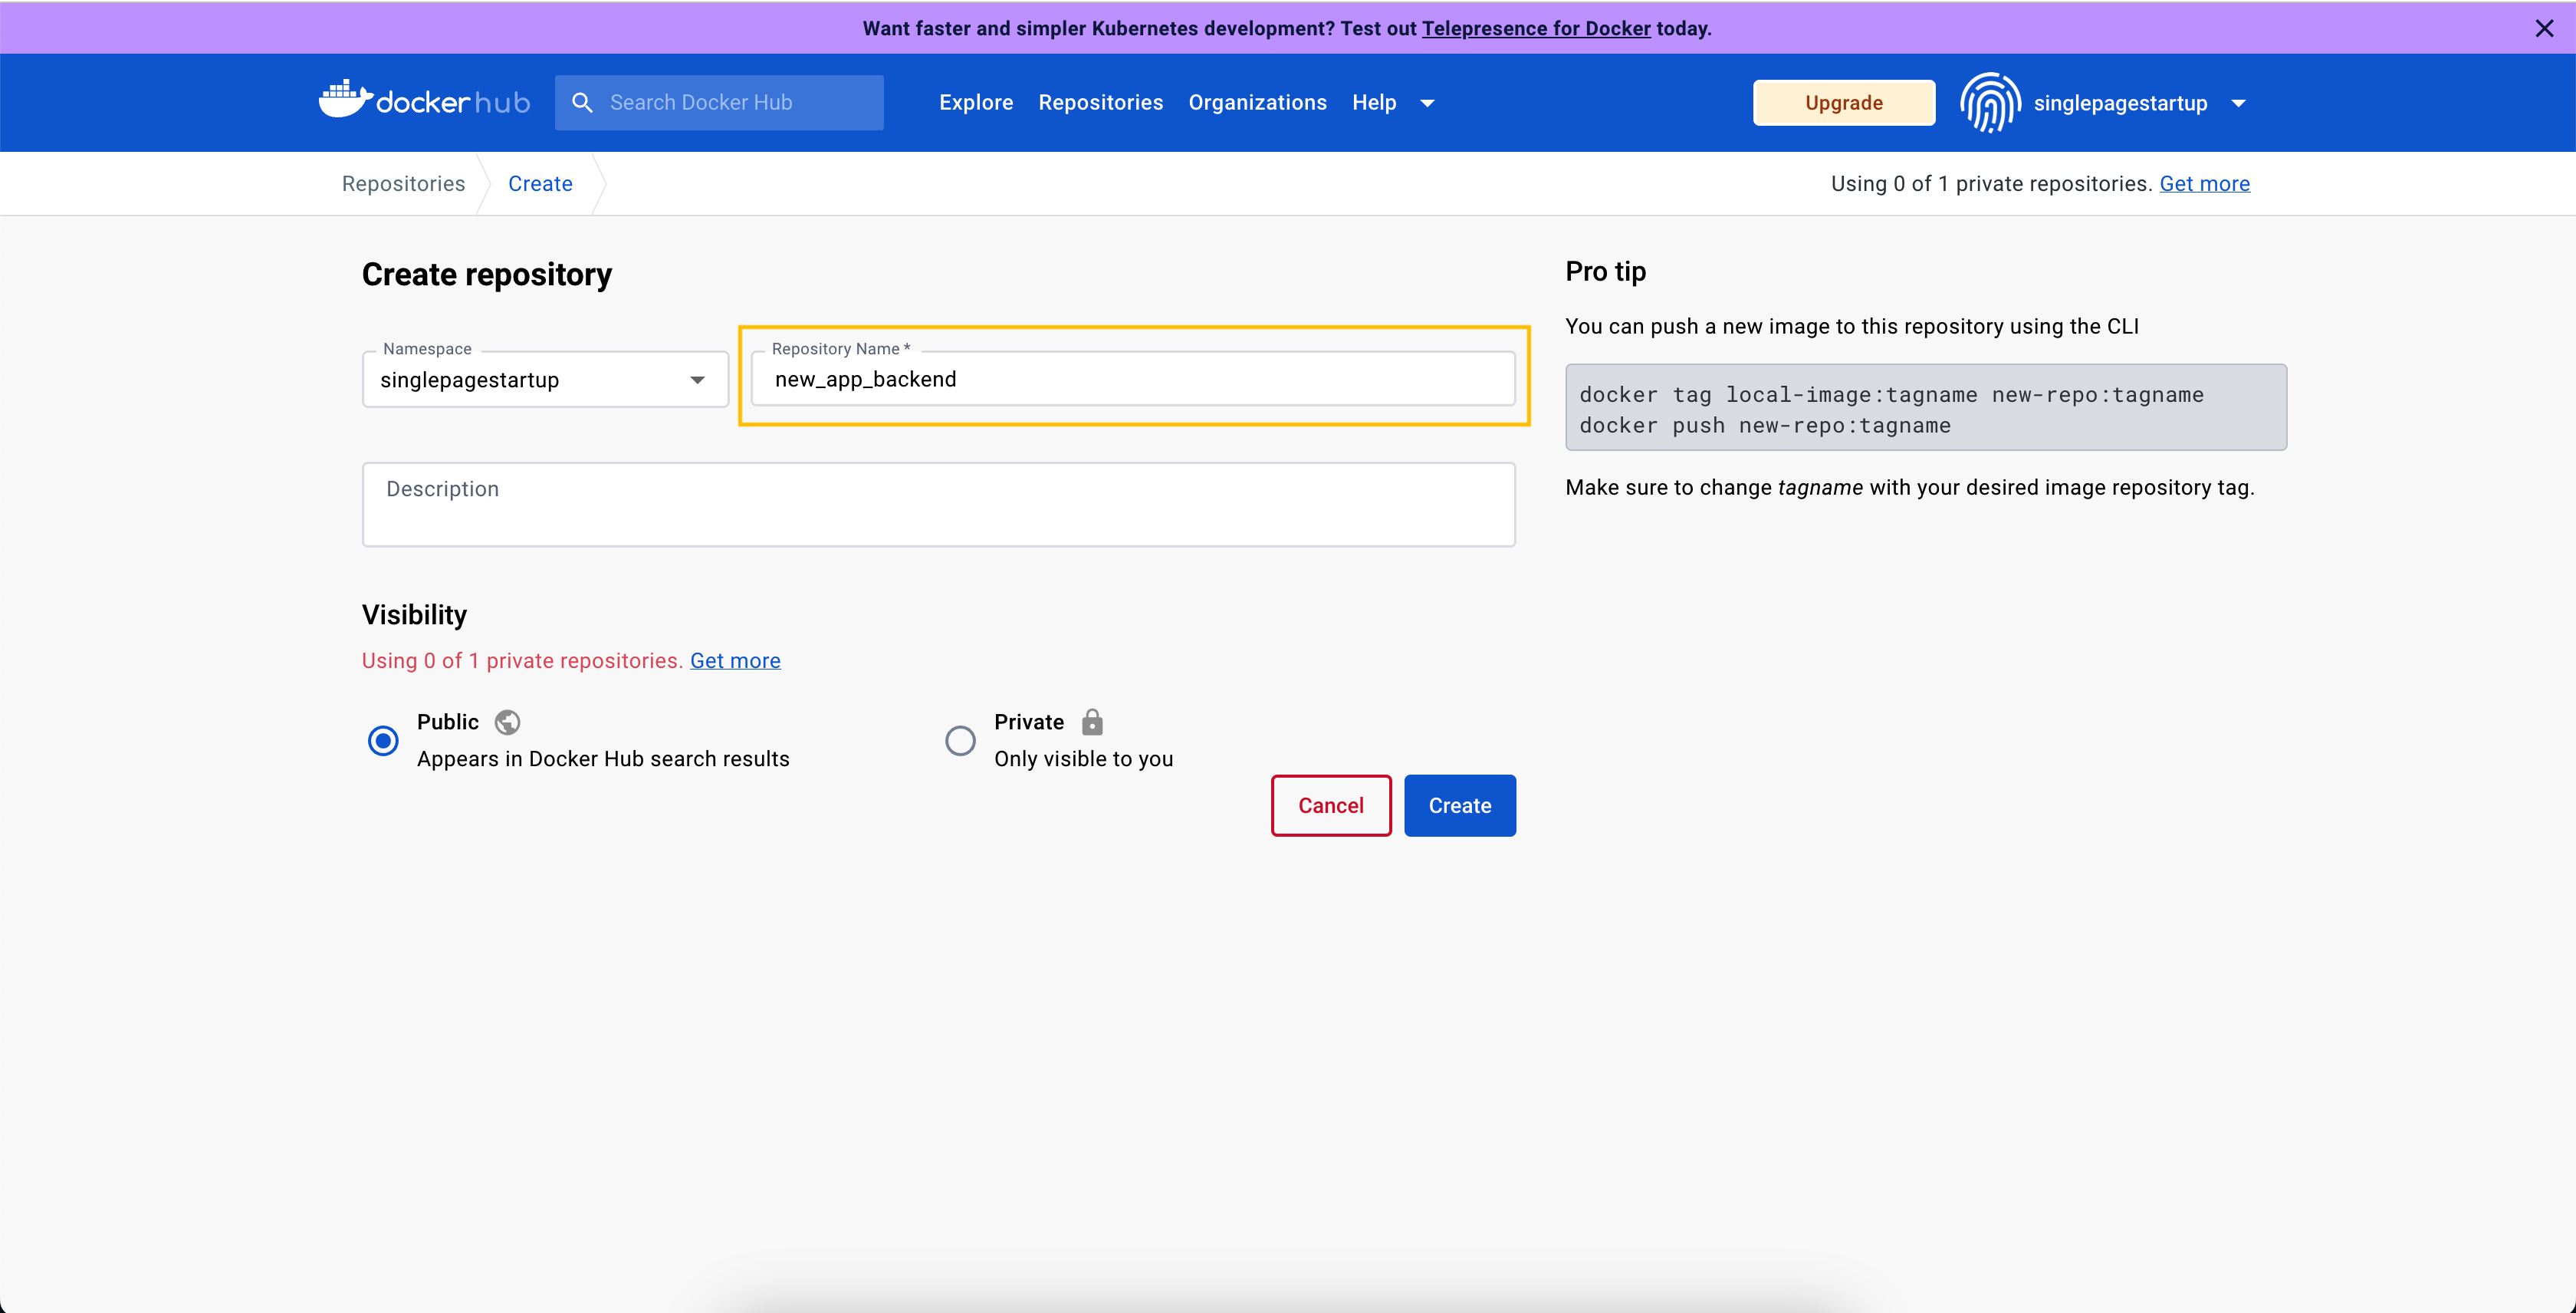 Want faster and simpler Kubernetes development? Test out Telepresence for Docker today.
docker hub
Search Docker Hub
Explore
Repositories
Organizations
Help
Upgrade
singlepagestartup
Repositories
Create
Using 0 of 1 private repositories. Get more
Create repository
Namespace
singlepagestartup
Repository Name *
new_app_backend
Description
Visibility
Using 0 of 1 private repositories. Get more
Public
Appears in Docker Hub search results
Private
Only visible to you
Cancel
Create
Pro tip
You can push a new image to this repository using the CLI
docker tag local-image:tagname new-repo:tagname
docker push new-repo:tagname
Make sure to change tagname with your desired image repository tag.